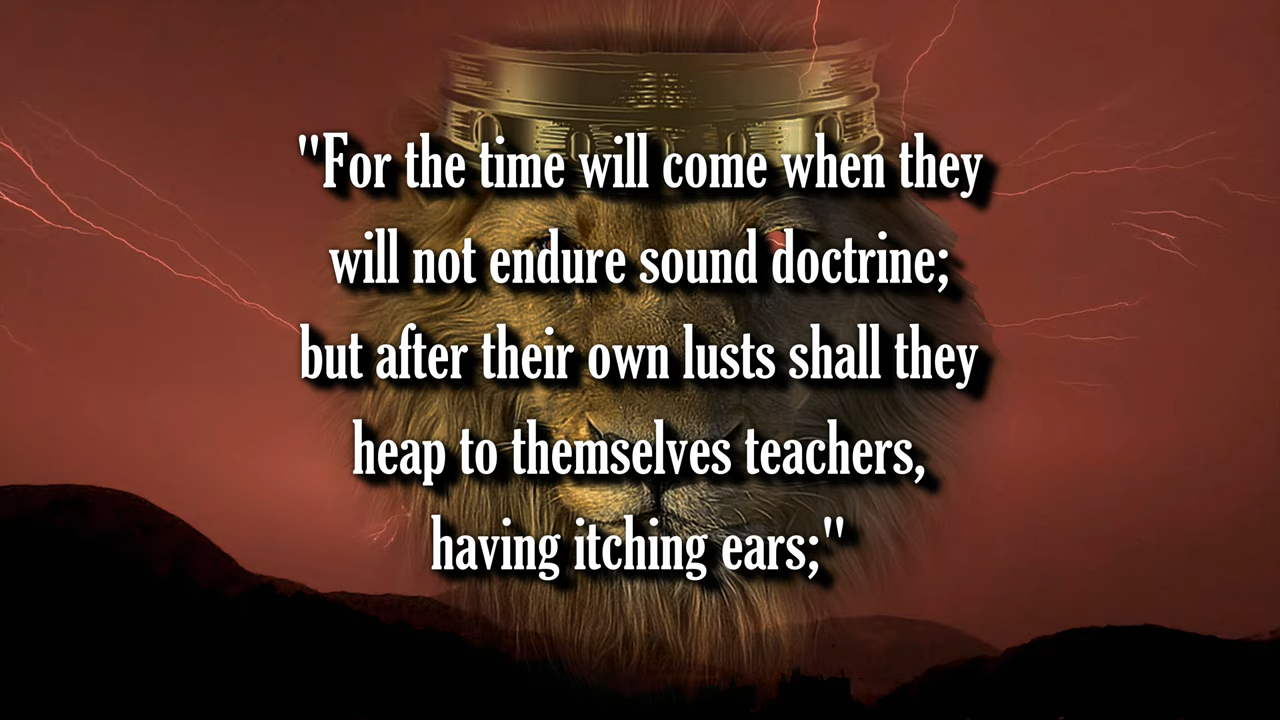 "For the time will come when they
will not endure sound doctrine;
but after their own lusts shall they
heap to themselves teachers,
having itching ears;"